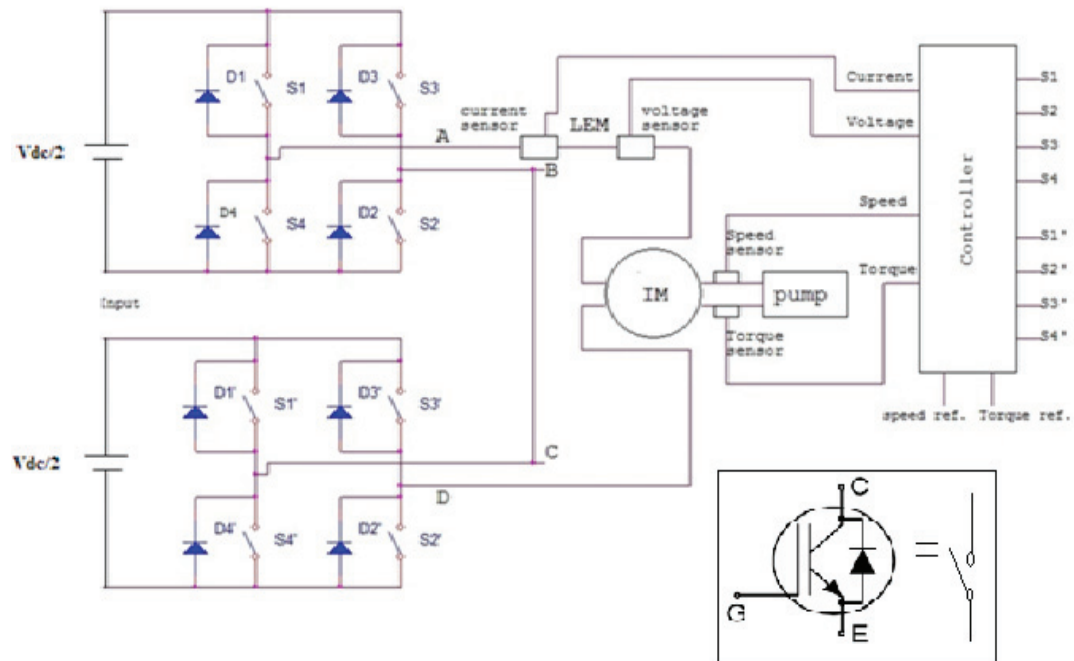 Vdc/2
D1
S1
D3
S3
D4
S4
D2
S2
A
current
sensor
LEM
voltage
sensor
B
Input
Vdc/2
D1'
S1'
D3'
S3'
D4'
S4'
D2'
S2'
C
D
IM
Speed
sensor
pump
Torque
sensor
Current
Voltage
Speed
Torque
Controller
S1
S2
S3
S4
S1"
S2"
S3"
S4"
speed ref. Torque ref.
C
G
E
=